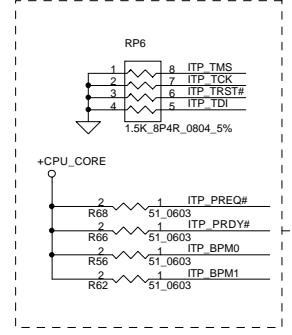 RP6
1 8 ITP_TMS
2 7 ITP_TCK
3 6 ITP_TRST#
4 5 ITP_TDI
1.5K_8P4R_0804_5%
+CPU_CORE
2 1 ITP_PREQ#
R68 51_0603
2 1 ITP_PRDY#
R66 51_0603
2 1 ITP_BPM0
R56 51_0603
2 1 ITP_BPM1
R62 51_0603